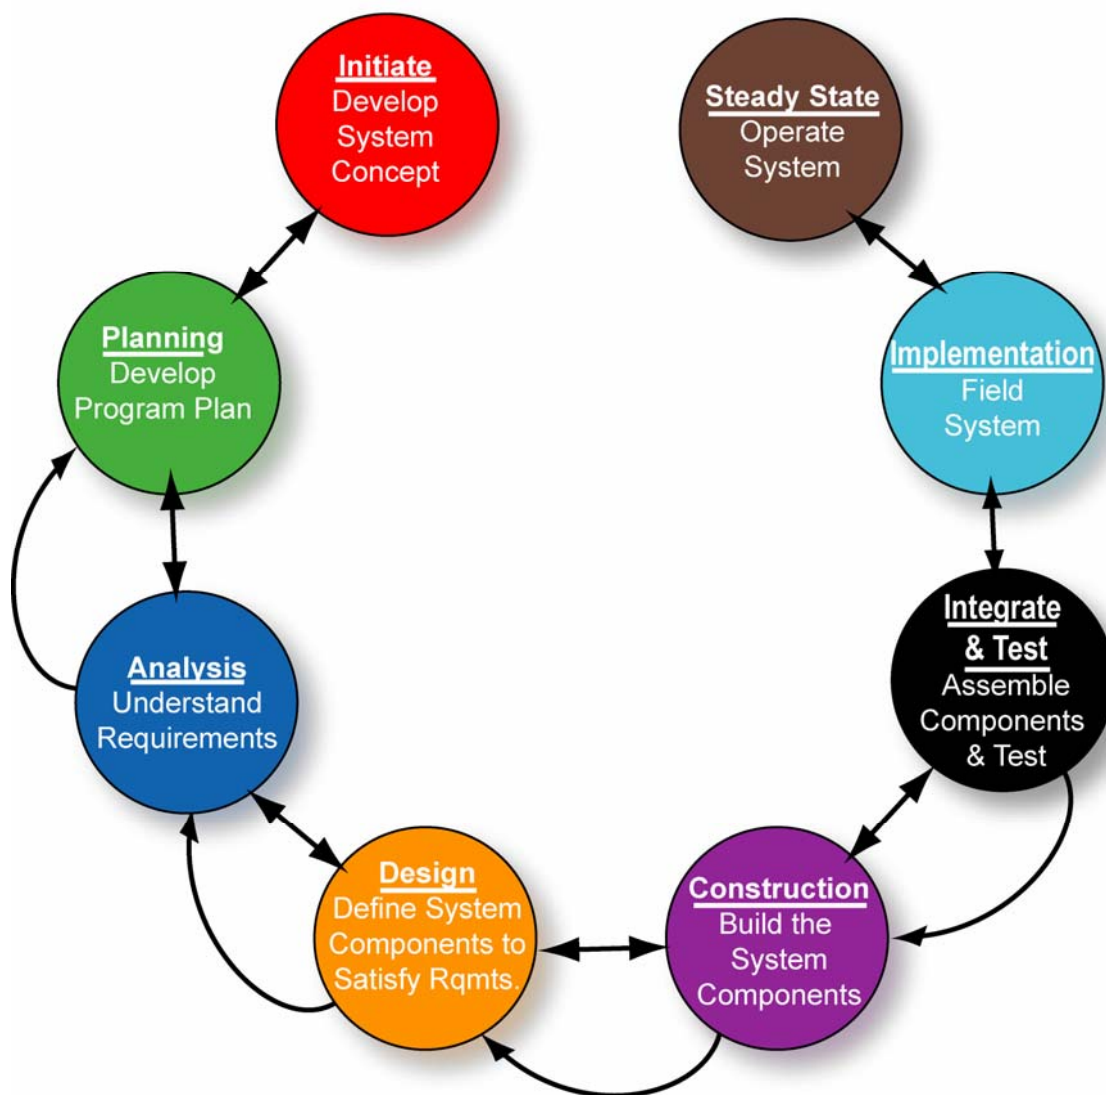 Initiate
Develop
System
Concept
Steady State
Operate
System
Planning
Develop
Program Plan
Implementation
Field
System
Analysis
Understand
Requirements
Integrate
& Test
Assemble
Components
& Test
Design
Define System
Components to
Satisfy Rqmts.
Construction
Build the
System
Components